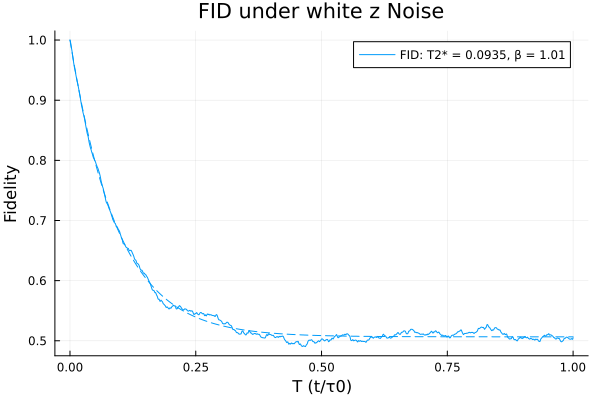 FID under white z Noise
FID: T2* = 0.0935, β = 1.01
Fidelity
1.0
0.9
0.8
0.7
0.6
0.5
0.00
0.25
0.50
0.75
1.00
T (t/τ0)